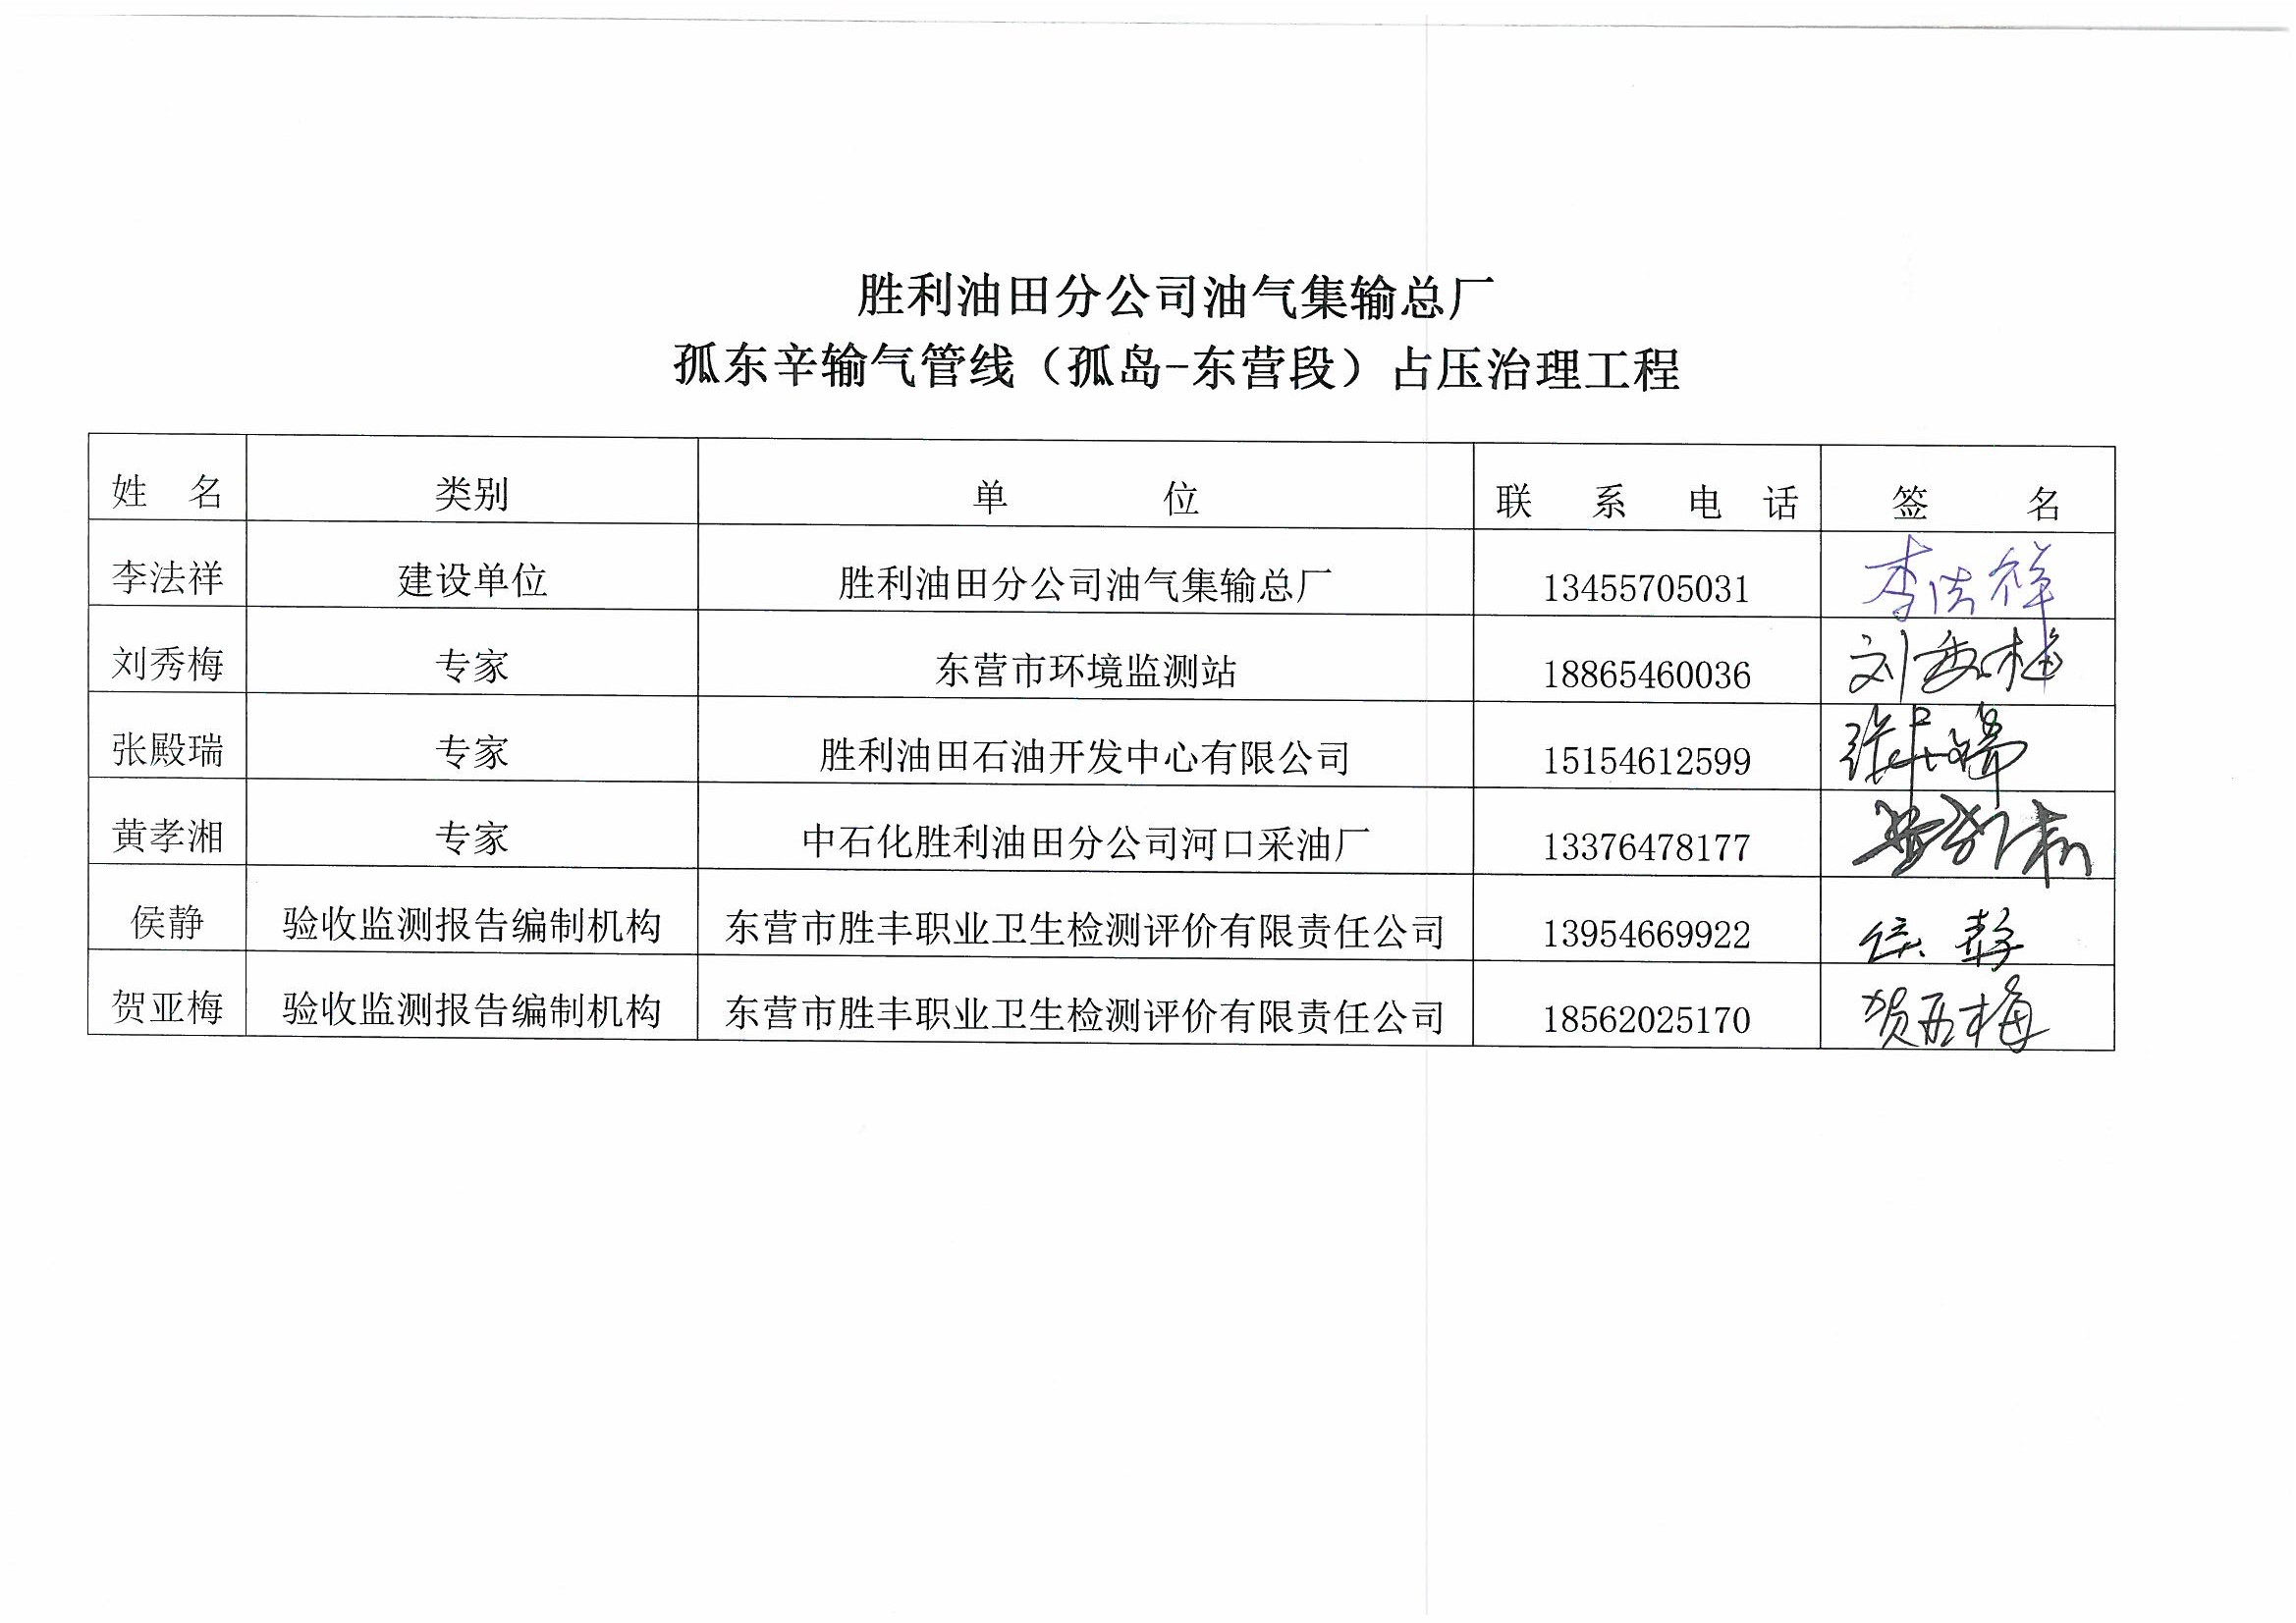 胜利油田分公司油气集输总厂
孤东辛输气管线（孤岛-东营段）占压治理工程
姓 名 类别 单 位 联 系 电 话 签 名
李法祥 建设单位 胜利油田分公司油气集输总厂 13455705031 李法祥
刘秀梅 专家 东营市环境监测站 18865460036 刘秀梅
张殿瑞 专家 胜利油田石油开发中心有限公司 15154612599 张殿瑞
黄孝湘 专家 中石化胜利油田分公司河口采油厂 13376478177 黄孝湘
侯静 验收监测报告编制机构 东营市胜丰职业卫生检测评价有限责任公司 13954669922 侯静
贺亚梅 验收监测报告编制机构 东营市胜丰职业卫生检测评价有限责任公司 18562025170 贺亚梅